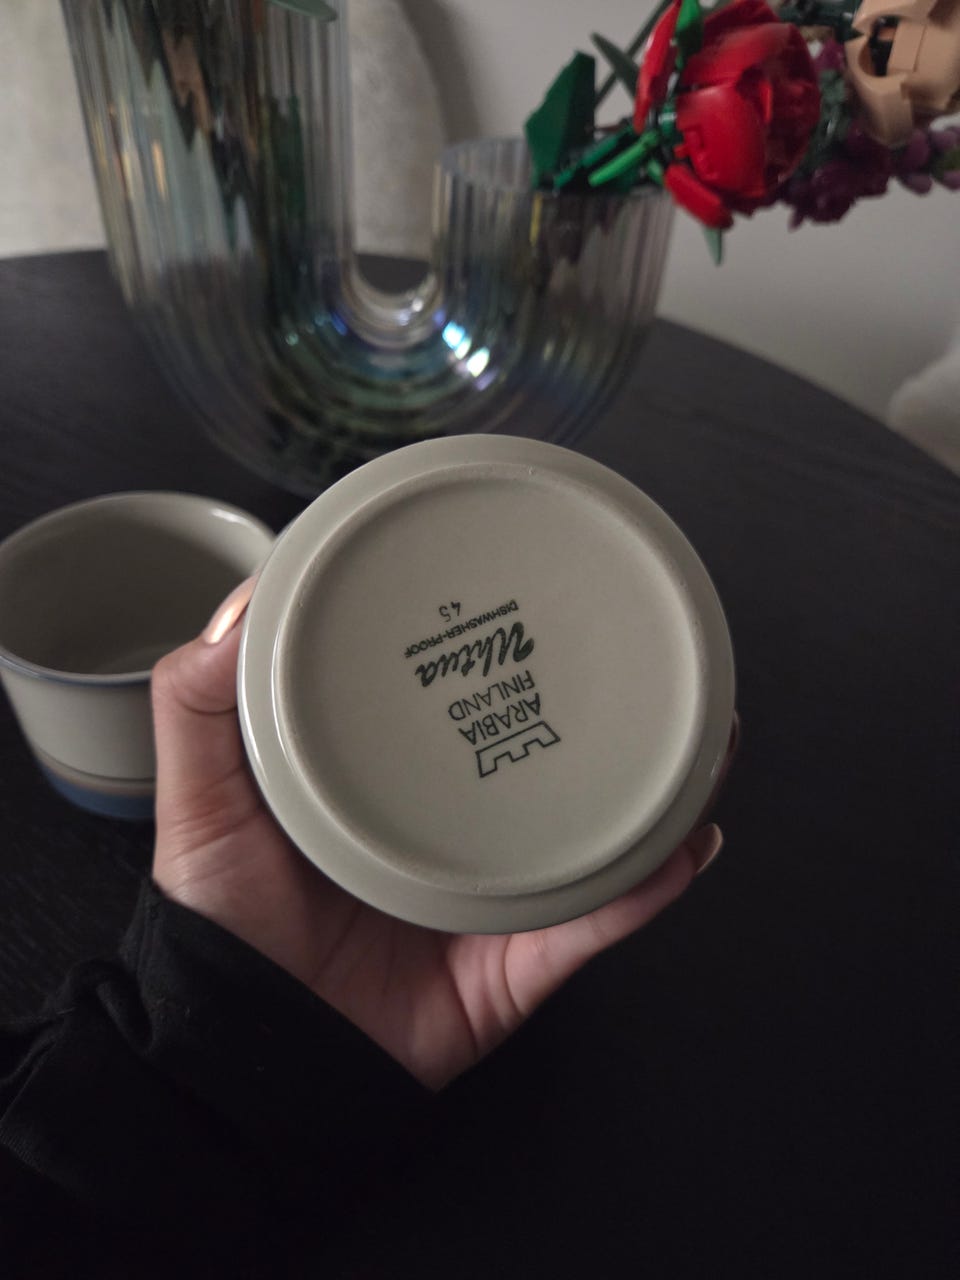 ARABIA
FINLAND
Uhtua
DISHWASHER-PROOF
45